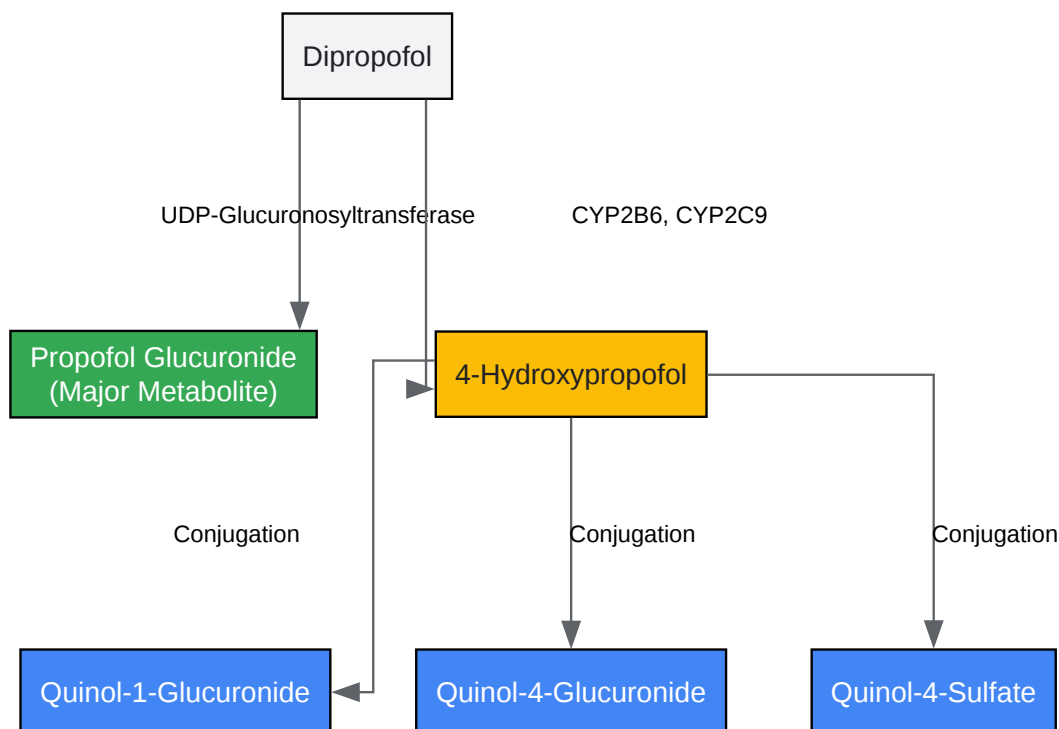 Dipropofol
UDP-Glucuronosyltransferase
CYP2B6, CYP2C9
Propofol Glucuronide
(Major Metabolite)
4-Hydroxypropofol
Conjugation
Conjugation
Conjugation
Quinol-1-Glucuronide
Quinol-4-Glucuronide
Quinol-4-Sulfate